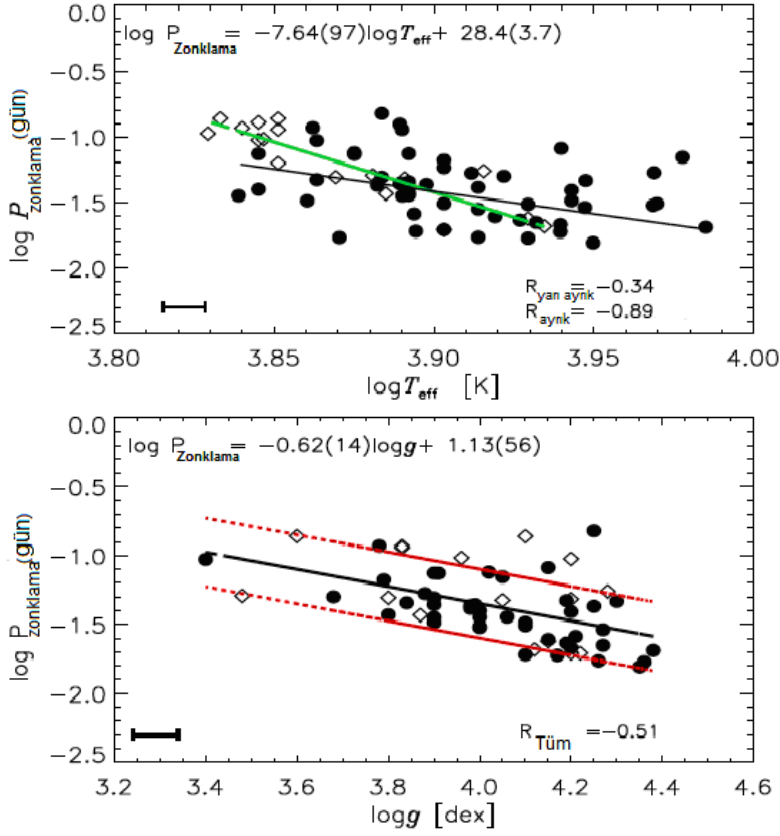 log P_Zonklama = −7.64(97)logT_eff + 28.4(3.7)
0.0
−0.5
−1.0
−1.5
−2.0
−2.5
log P_zonklama (gün)
R_yarı ayrık = −0.34
R_ayrık = −0.89
3.80 3.85 3.90 3.95 4.00
logT_eff [K]
log P_Zonklama = −0.62(14)logg + 1.13(56)
0.0
−0.5
−1.0
−1.5
−2.0
−2.5
log P_zonklama (gün)
R_Tüm = −0.51
3.2 3.4 3.6 3.8 4.0 4.2 4.4 4.6
logg [dex]